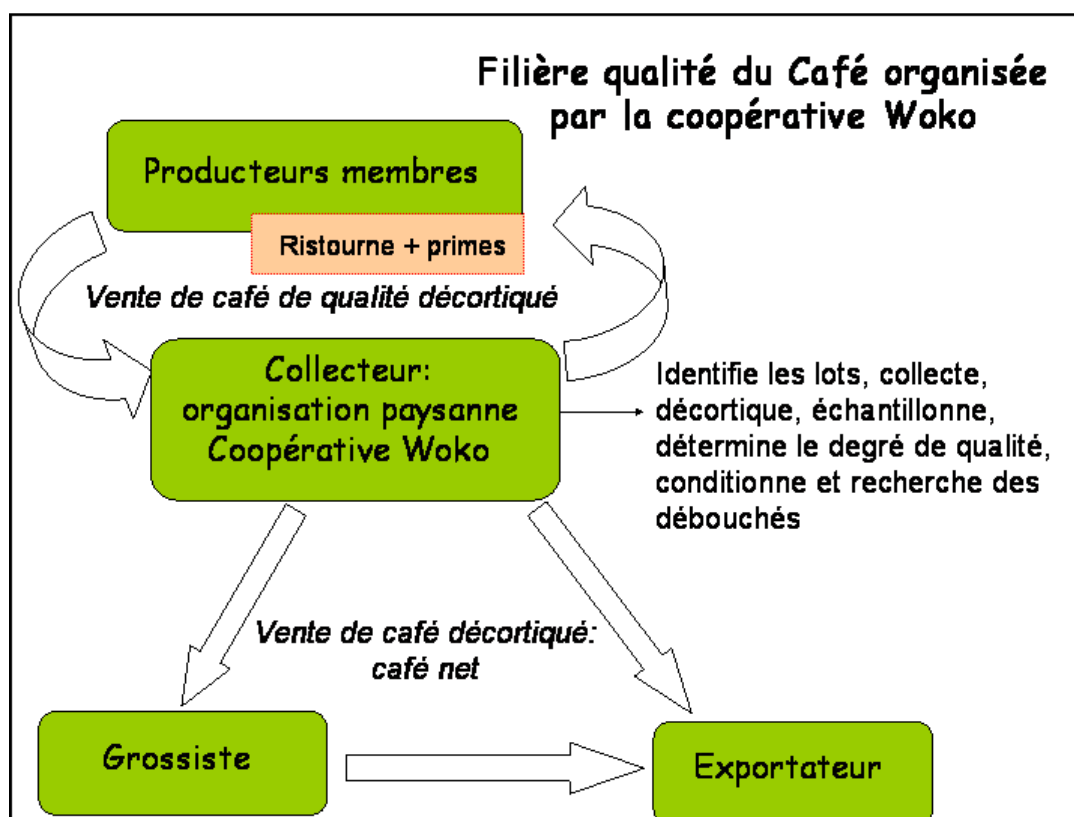 Filière qualité du Café organisée
par la coopérative Woko
Producteurs membres
Ristourne + primes
Vente de café de qualité décortiqué
Collecteur:
organisation paysanne
Coopérative Woko
Identifie les lots, collecte,
décortique, échantillonne,
détermine le degré de qualité,
conditionne et recherche des
débouchés
Vente de café décortiqué:
café net
Grossiste
Exportateur